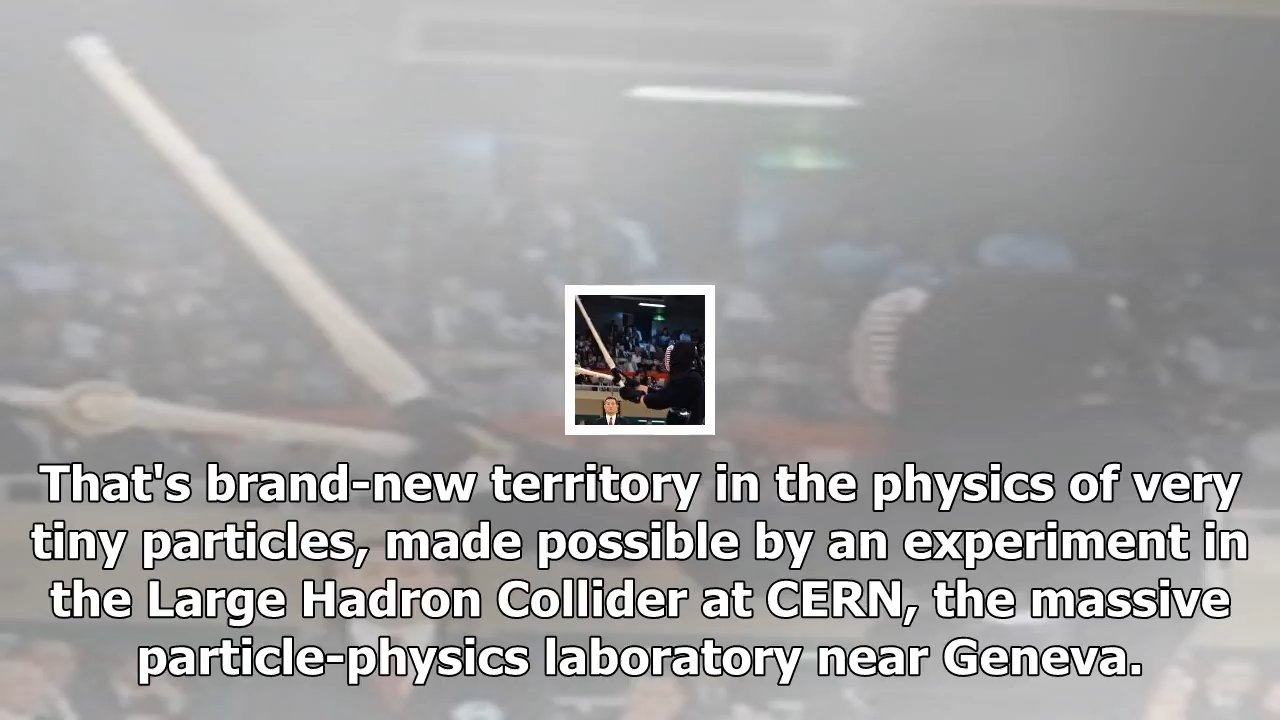 That's brand-new territory in the physics of very
tiny particles, made possible by an experiment in
the Large Hadron Collider at CERN, the massive
particle-physics laboratory near Geneva.